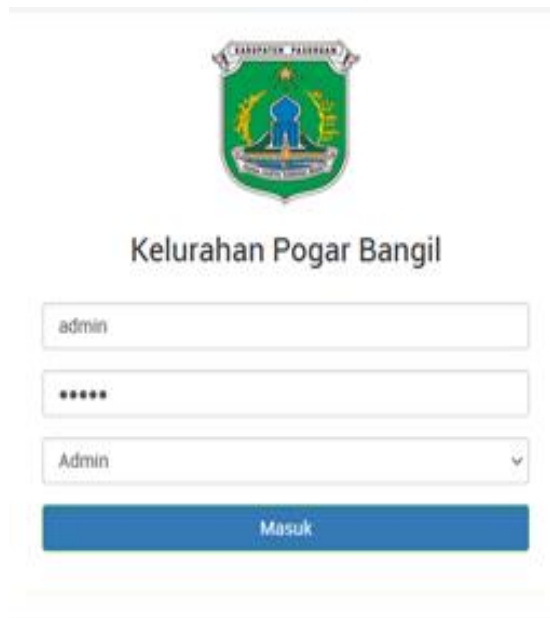 KABUPATEN PASURUAN
Kelurahan Pogar Bangil
admin
•••••
Admin
Masuk